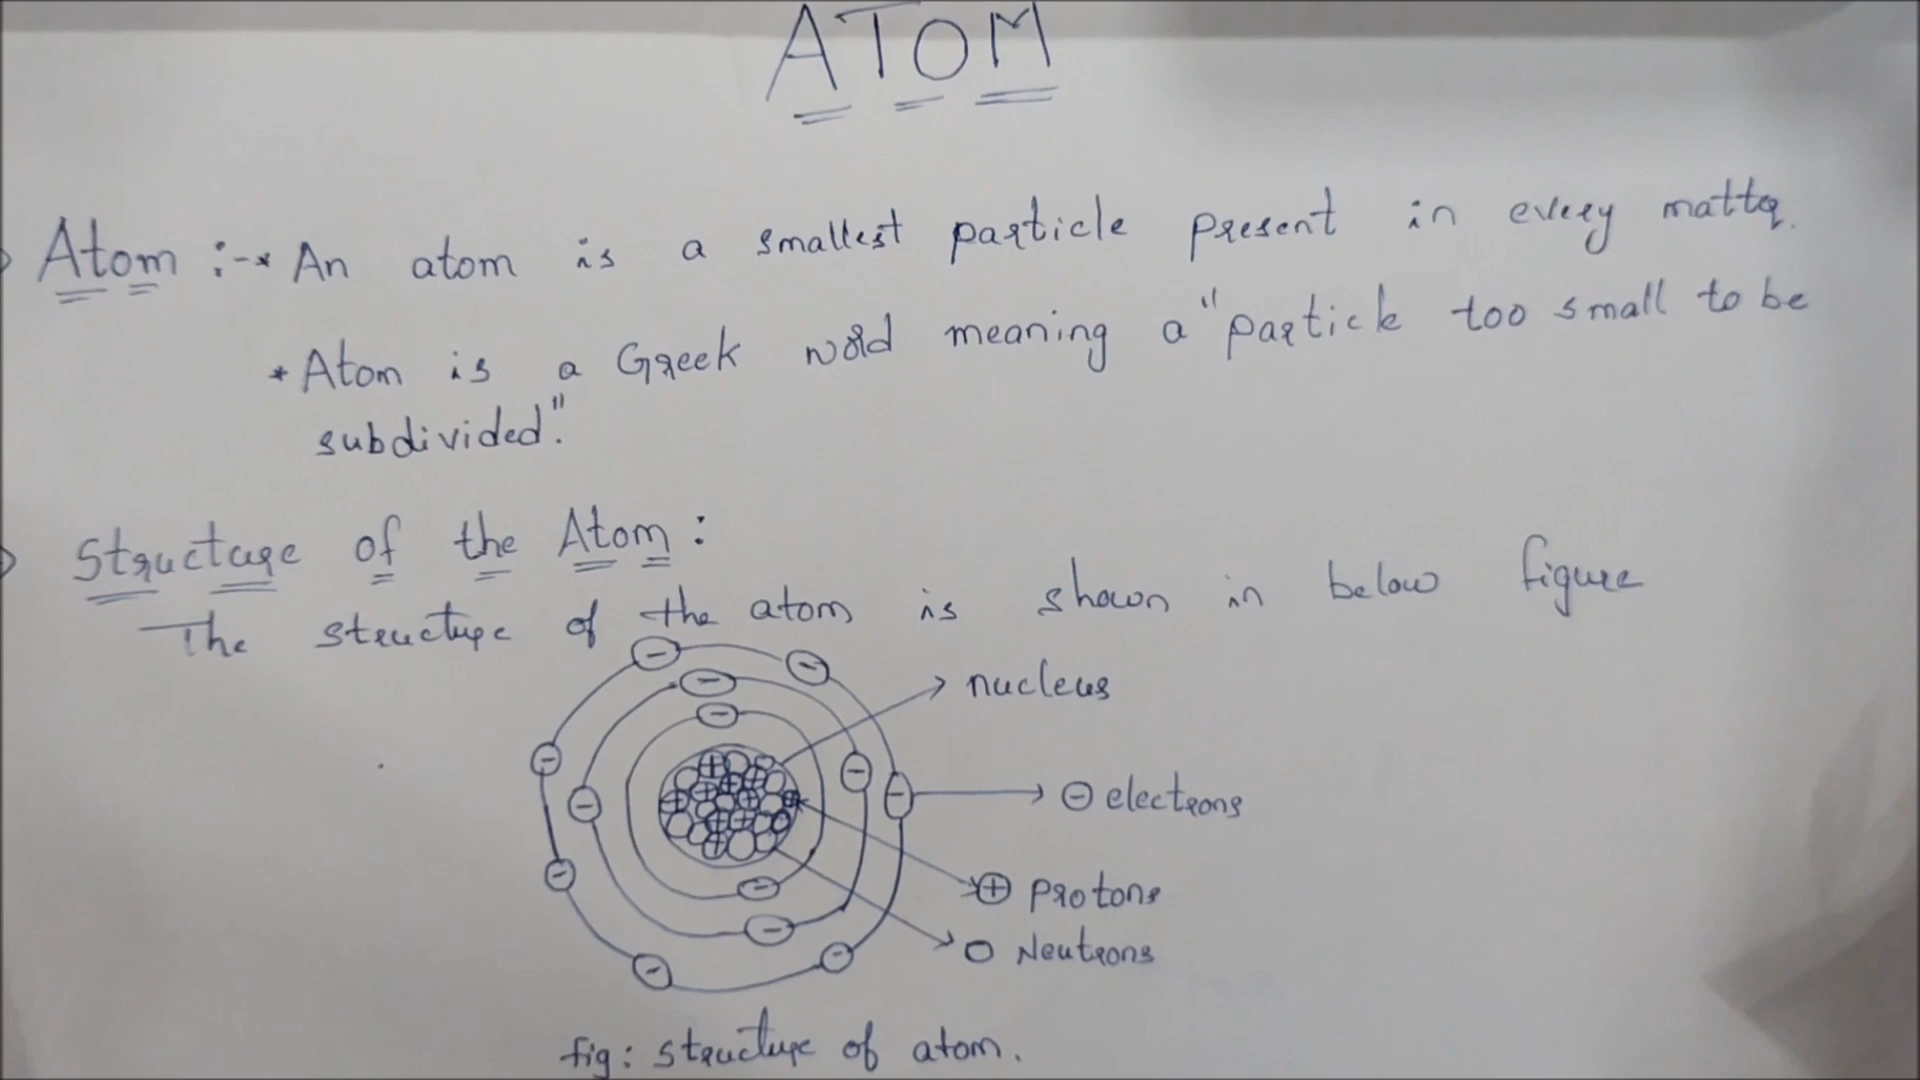 ATOM
Atom :-* An atom is a smallest particle present in every matter.
* Atom is a Greek word meaning a "particle too small to be
subdivided."
Structure of the Atom :
The structure of the atom is shown in below figure
nucleus
⊖ electrons
⊕ Protons
O Neutrons
fig : structure of atom.